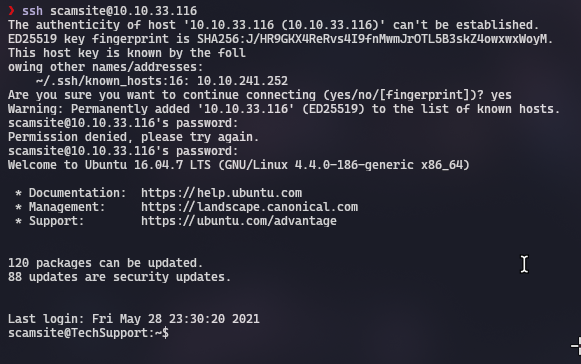 ❯ ssh scamsite@10.10.33.116
The authenticity of host '10.10.33.116 (10.10.33.116)' can't be established.
ED25519 key fingerprint is SHA256:J/HR9GKX4ReRvs4I9fnMwmJrOTL5B3skZ4owxwxWoyM.
This host key is known by the foll
owing other names/addresses:
    ~/.ssh/known_hosts:16: 10.10.241.252
Are you sure you want to continue connecting (yes/no/[fingerprint])? yes
Warning: Permanently added '10.10.33.116' (ED25519) to the list of known hosts.
scamsite@10.10.33.116's password:
Permission denied, please try again.
scamsite@10.10.33.116's password:
Welcome to Ubuntu 16.04.7 LTS (GNU/Linux 4.4.0-186-generic x86_64)

 * Documentation:  https://help.ubuntu.com
 * Management:     https://landscape.canonical.com
 * Support:        https://ubuntu.com/advantage


120 packages can be updated.
88 updates are security updates.


Last login: Fri May 28 23:30:20 2021
scamsite@TechSupport:~$